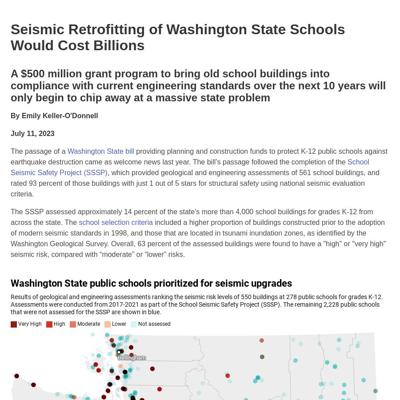 Seismic Retrofitting of Washington State Schools
Would Cost Billions
A $500 million grant program to bring old school buildings into
compliance with current engineering standards over the next 10 years will
only begin to chip away at a massive state problem
By Emily Keller-O'Donnell
July 11, 2023
The passage of a Washington State bill providing planning and construction funds to protect K-12 public schools against
earthquake destruction came as welcome news last year. The bill's passage followed the completion of the School
Seismic Safety Project (SSSP), which provided geological and engineering assessments of 561 school buildings, and
rated 93 percent of those buildings with just 1 out of 5 stars for structural safety using national seismic evaluation
criteria.
The SSSP assessed approximately 14 percent of the state's more than 4,000 school buildings for grades K-12 from
across the state. The school selection criteria included a higher proportion of buildings constructed prior to the adoption
of modern seismic standards in 1998, and those that are located in tsunami inundation zones, as identified by the
Washington Geological Survey. Overall, 63 percent of the assessed buildings were found to have a "high" or "very high"
seismic risk, compared with "moderate" or "lower" risks.
Washington State public schools prioritized for seismic upgrades
Results of geological and engineering assessments ranking the seismic risk levels of 550 buildings at 278 public schools for grades K-12.
Assessments were conducted from 2017-2021 as part of the School Seismic Safety Project (SSSP). The remaining 2,228 public schools
that were not assessed for the SSSP are shown in blue.
Very High High Moderate Lower Not assessed
Bellingham